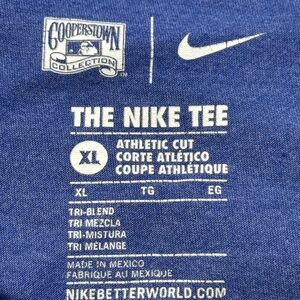 COOPERSTOWN
COLLECTION
THE NIKE TEE
XL
ATHLETIC CUT
CORTE ATLÉTICO
COUPE ATHLÉTIQUE
XL TG EG
TRI-BLEND
TRI MEZCLA
TRI-MISTURA
TRI MÉLANGE
MADE IN MEXICO
FABRIQUE AU MEXIQUE
NIKEBETTERWORLD.COM